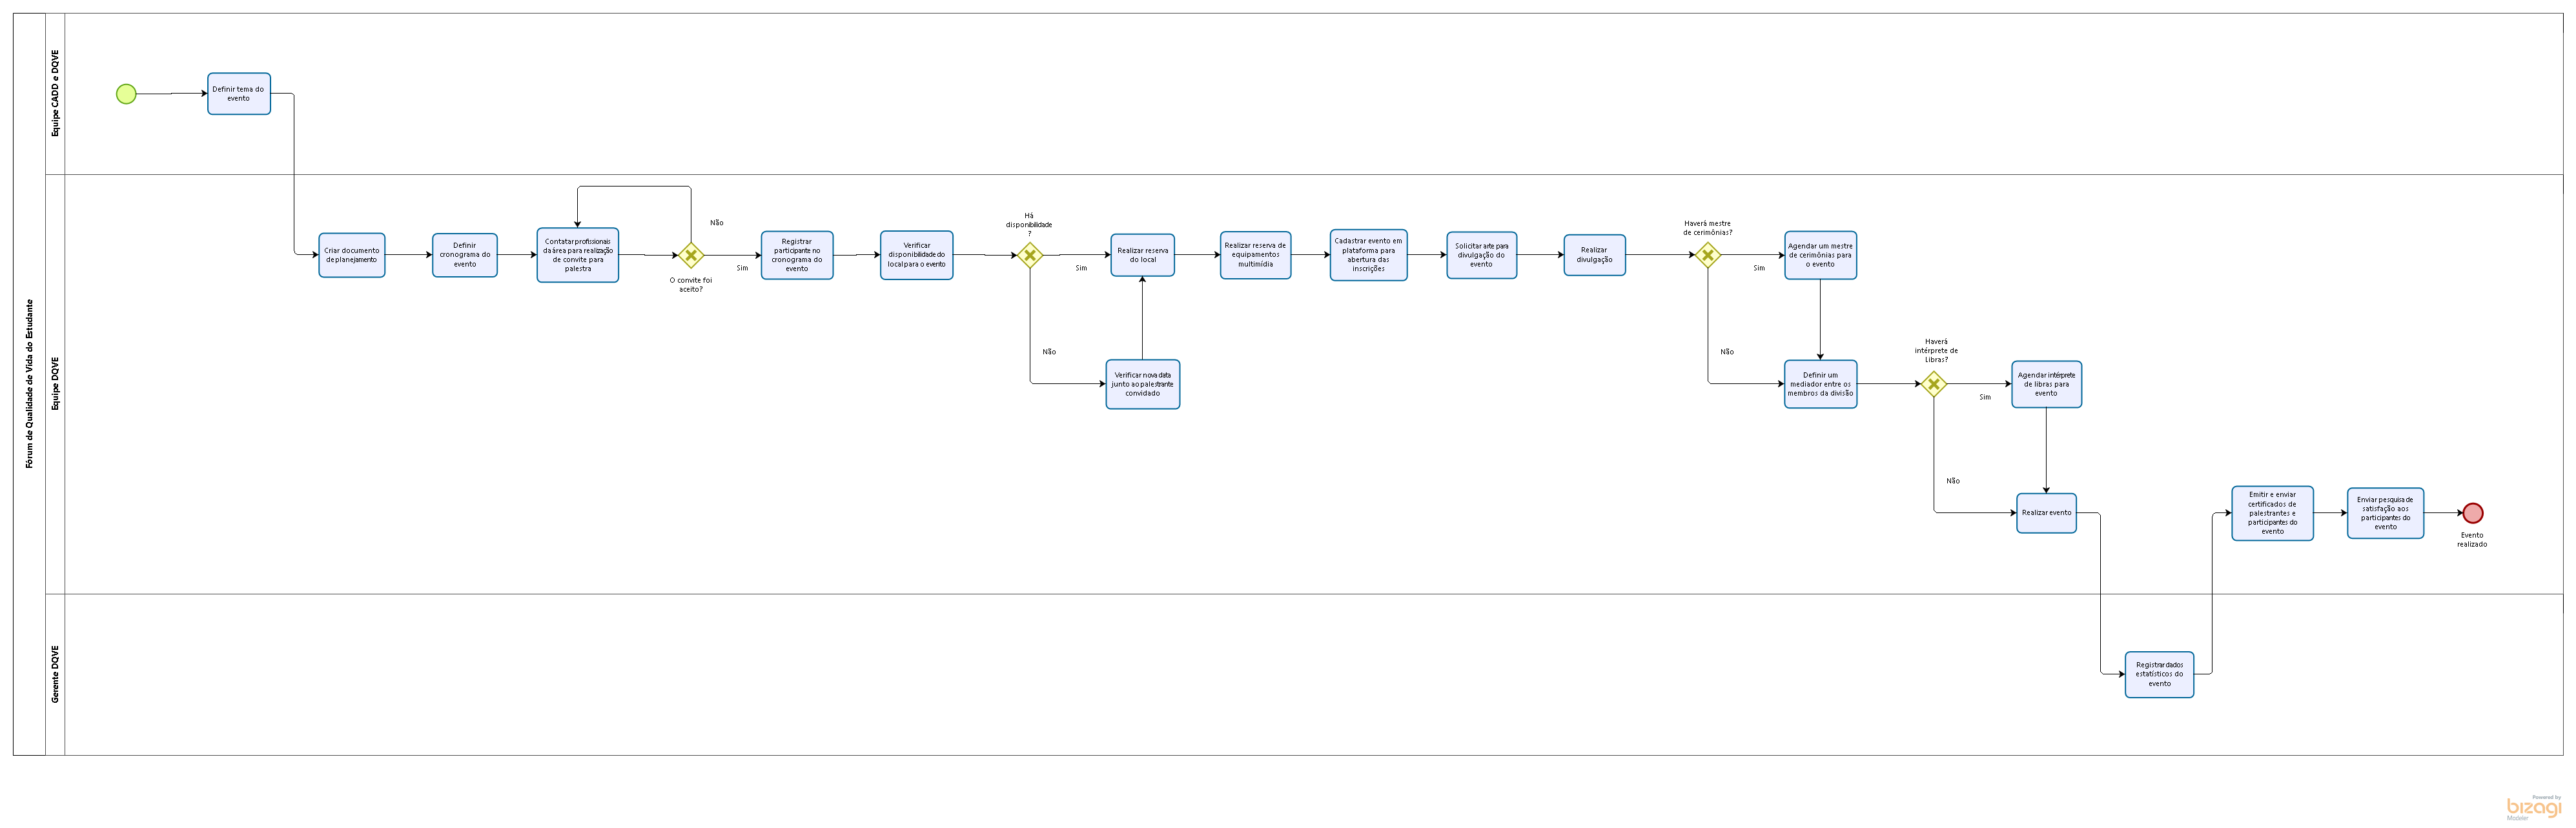 Fórum de Qualidade de Vida do Estudante
Equipe CADD e DQVE
Definir tema do
evento
Equipe DQVE
Criar documento
de planejamento
Definir
cronograma do
evento
Contatar profissionais
da área para realização
de convite para
palestra
Não
O convite foi
aceito?
Sim
Registrar
participante no
cronograma do
evento
Verificar
disponibilidade do
local para o evento
Há
disponibilidade
?
Sim
Não
Realizar reserva
do local
Verificar nova data
junto ao palestrante
convidado
Realizar reserva de
equipamentos
multimídia
Cadastrar evento em
plataforma para
abertura das
inscrições
Solicitar arte para
divulgação do
evento
Realizar
divulgação
Haverá mestre
de cerimônias?
Sim
Não
Agendar um mestre
de cerimônias para
o evento
Definir um
mediador entre os
membros da divisão
Haverá
intérprete de
Libras?
Sim
Não
Agendar intérprete
de libras para
evento
Realizar evento
Emitir e enviar
certificados de
palestrantes e
participantes do
evento
Enviar pesquisa de
satisfação aos
participantes do
evento
Evento
realizado
Gerente DQVE
Registrar dados
estatísticos do
evento
Powered by
bizagi
Modeler